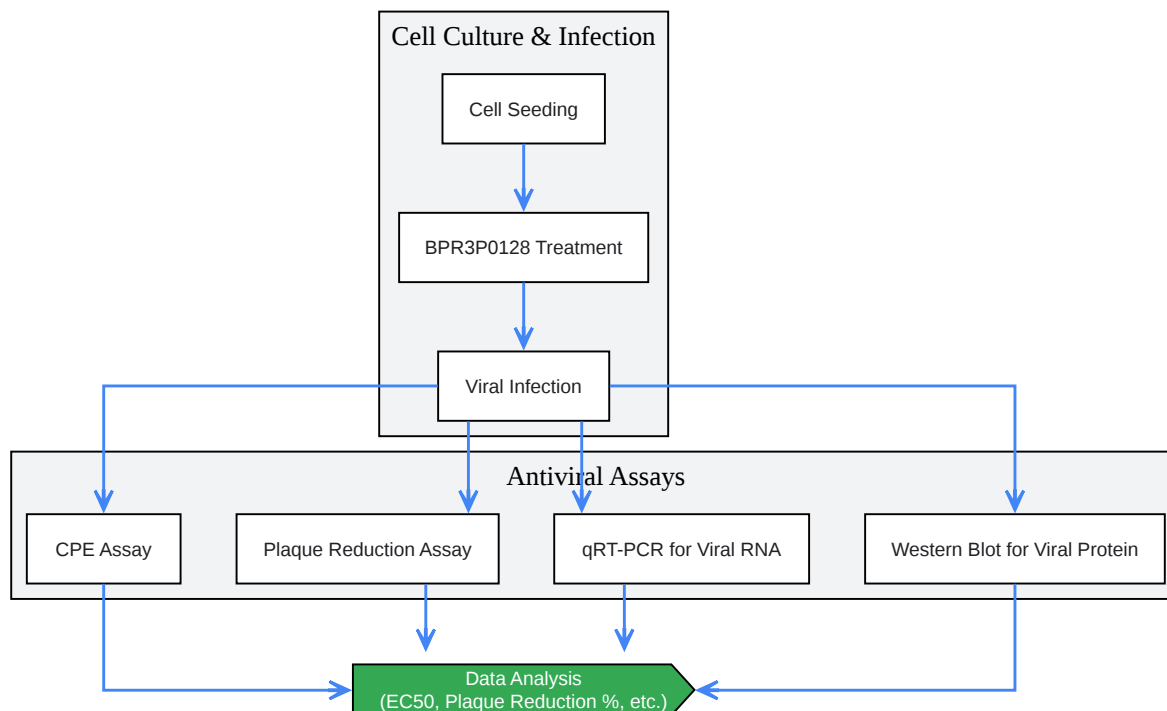 Cell Culture & Infection
Cell Seeding
BPR3P0128 Treatment
Viral Infection
Antiviral Assays
CPE Assay
Plaque Reduction Assay
qRT-PCR for Viral RNA
Western Blot for Viral Protein
Data Analysis
(EC50, Plaque Reduction %, etc.)